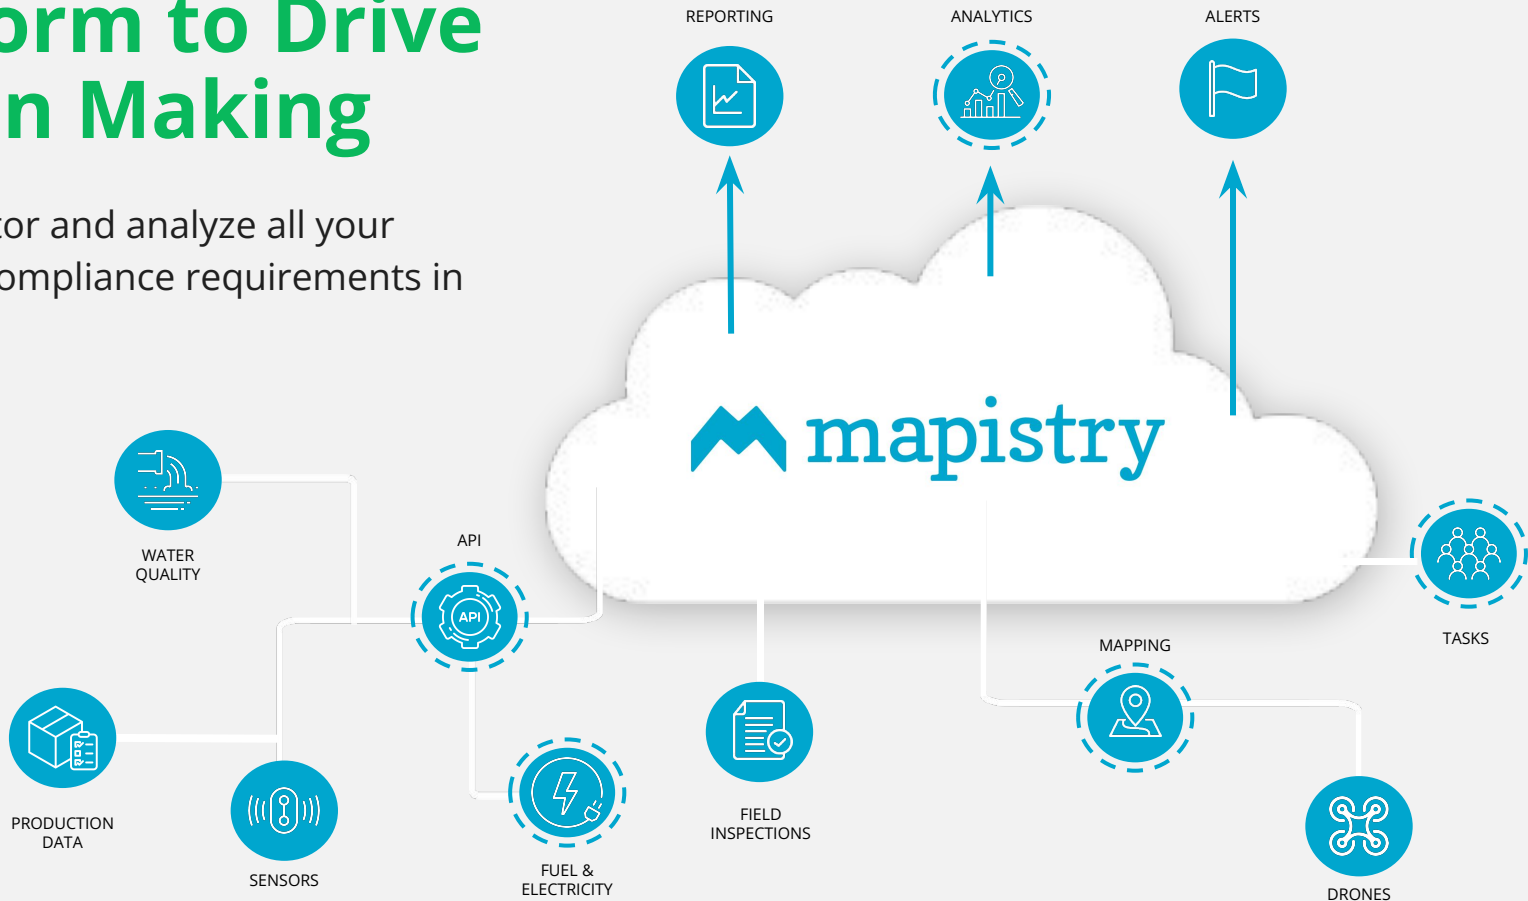 orm to Drive
n Making
tor and analyze all your
ompliance requirements in
REPORTING
ANALYTICS
ALERTS
mapistry
WATER
QUALITY
API
API
TASKS
MAPPING
PRODUCTION
DATA
SENSORS
FUEL &
ELECTRICITY
FIELD
INSPECTIONS
DRONES